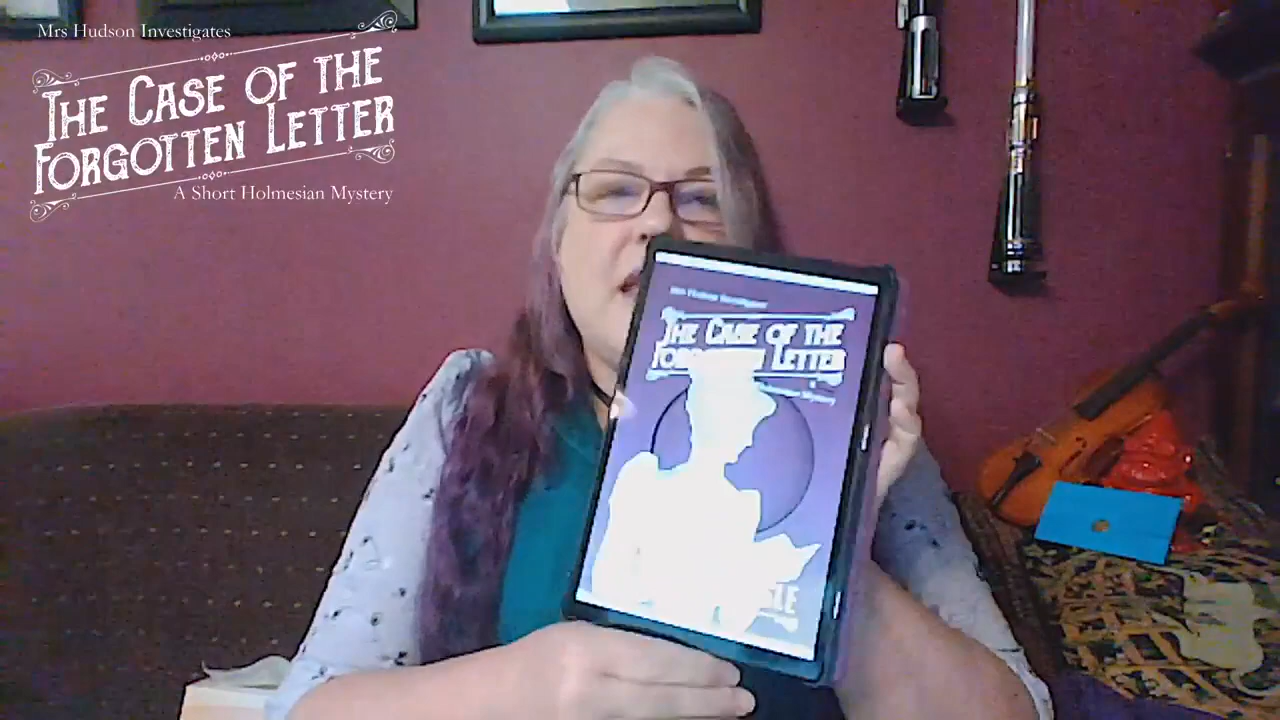 Mrs Hudson Investigates
The Case of the
Forgotten Letter
A Short Holmesian Mystery
Mrs Hudson Investigates
The Case of the
Letter
Mystery